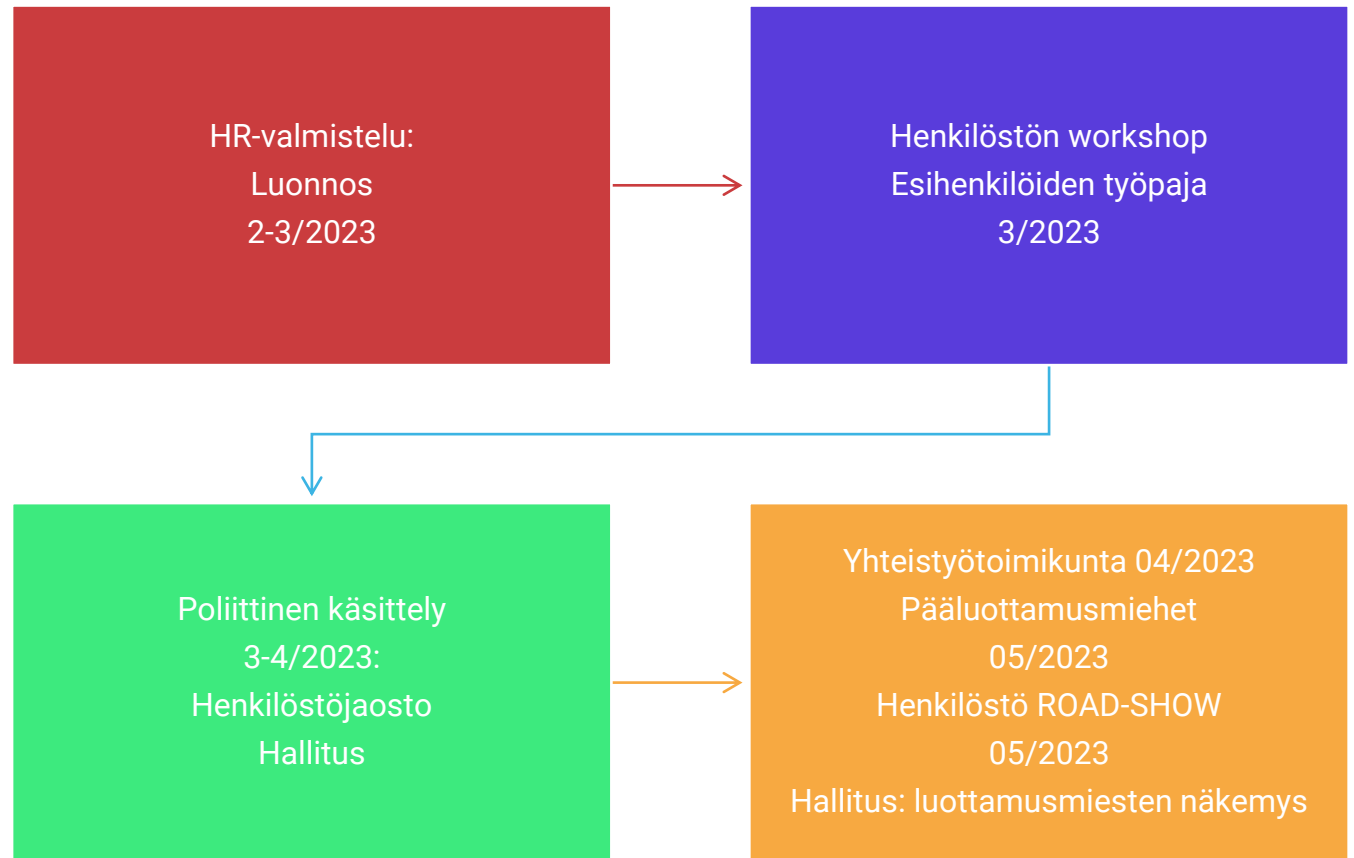 HR-valmistelu:
Luonnos
2-3/2023
Henkilöstön workshop
Esihenkilöiden työpaja
3/2023
Poliittinen käsittely
3-4/2023:
Henkilöstöjaosto
Hallitus
Yhteistyötoimikunta 04/2023
Pääluottamusmiehet
05/2023
Henkilöstö ROAD-SHOW
05/2023
Hallitus: luottamusmiesten näkemys